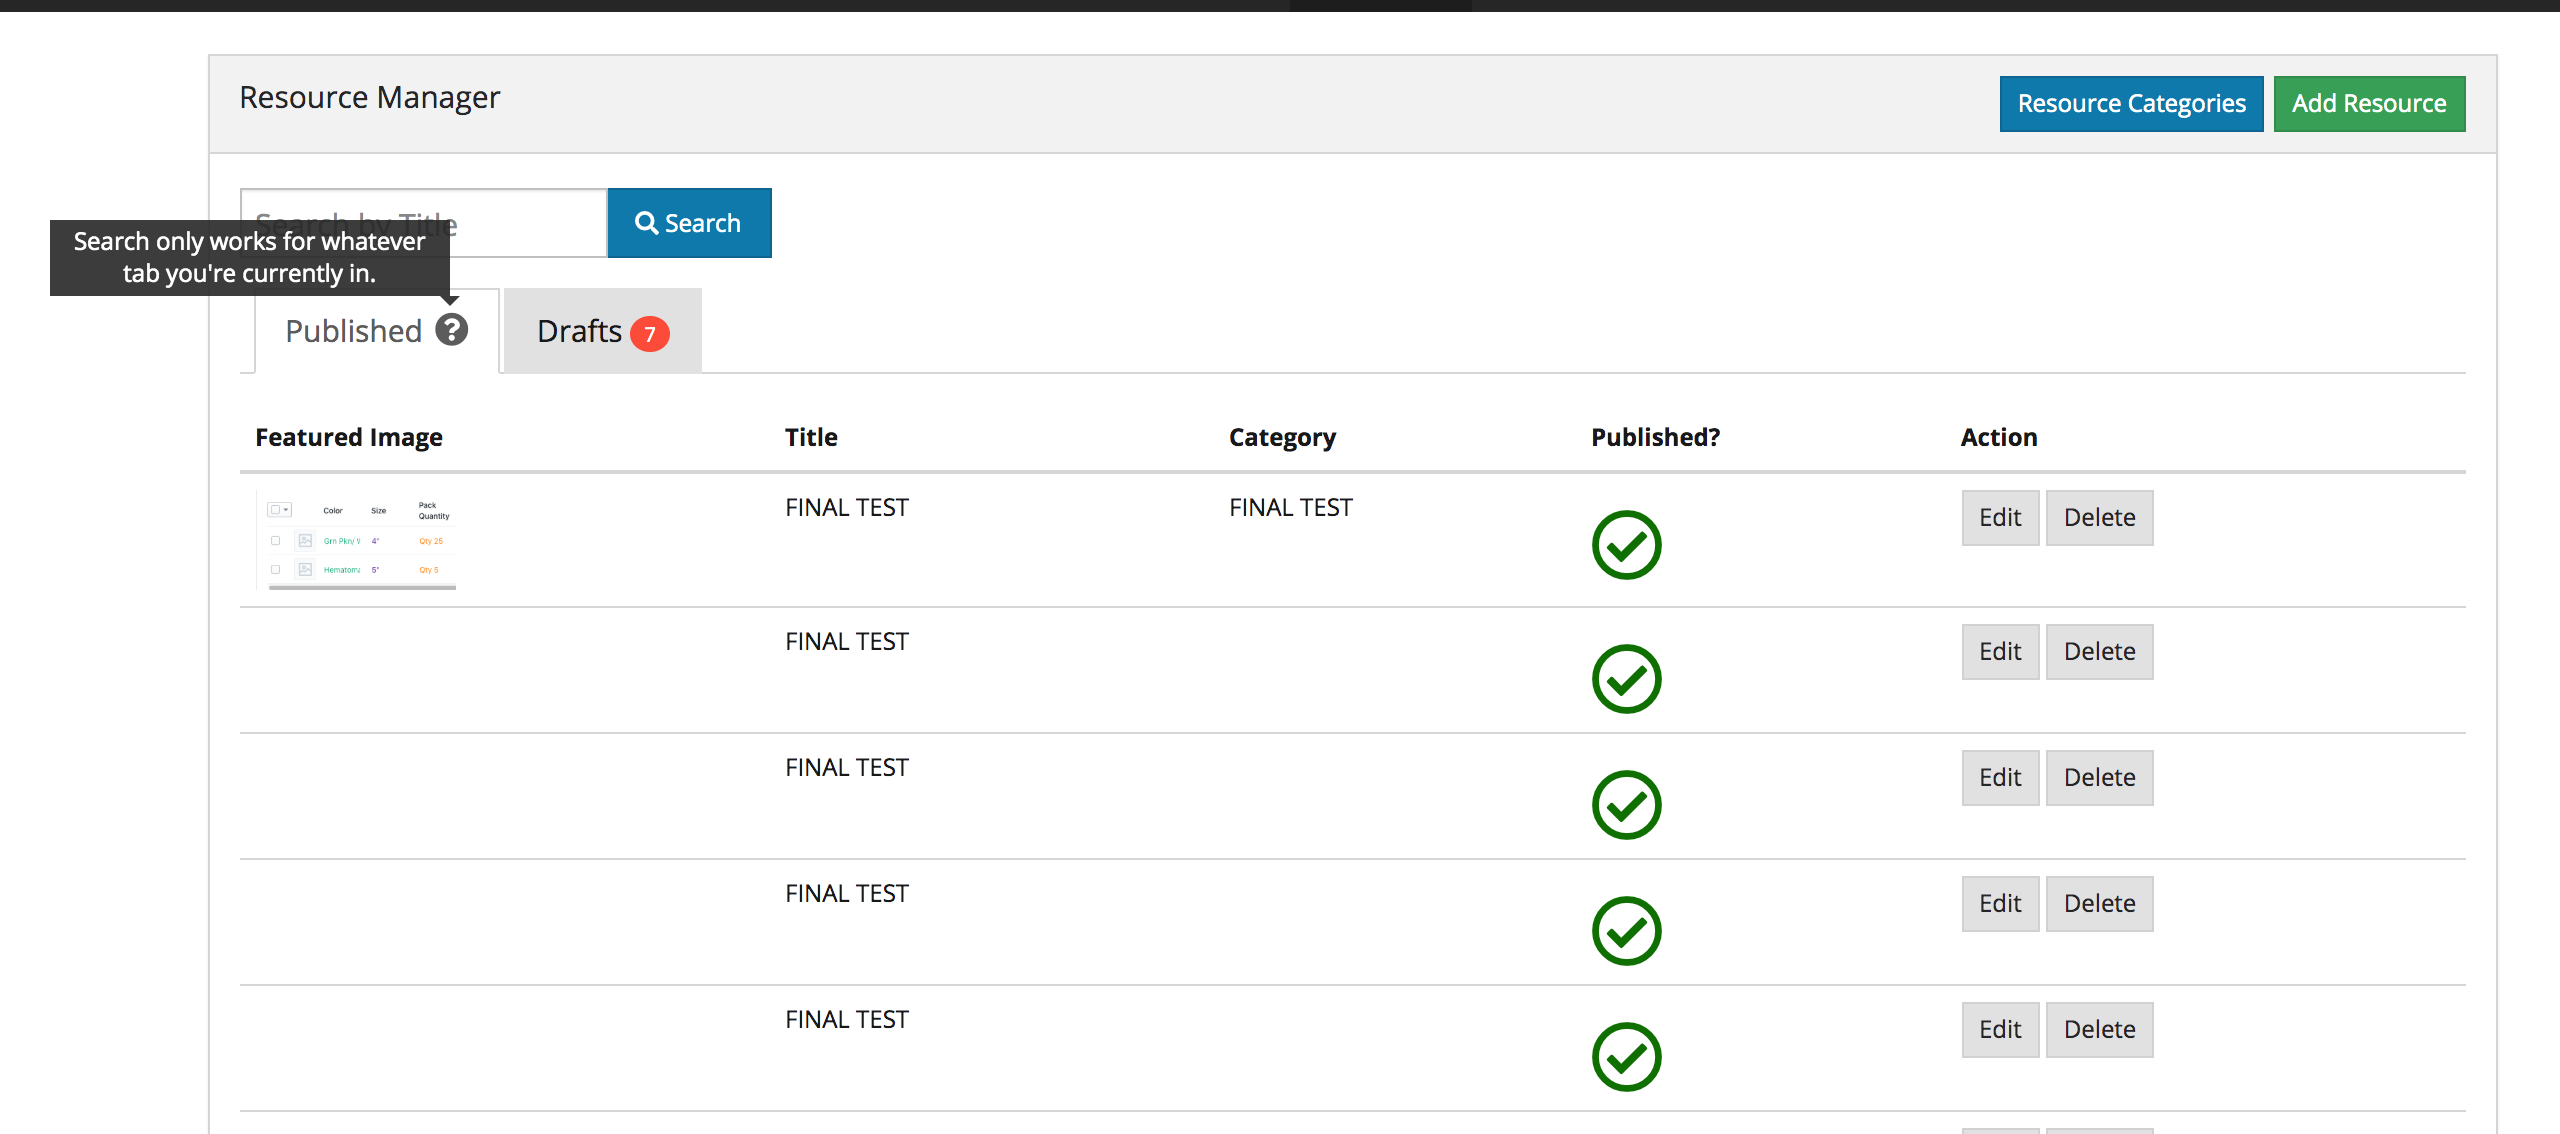 Resource Manager
Resource Categories
Add Resource
Search by Title
Search
Search only works for whatever
tab you're currently in.
Published
Drafts 7
Featured Image Title Category Published? Action
Color Size Pack
Quantity
Grn Pkn/ 4" Qty 25
Hematoma 5" Qty 5
FINAL TEST FINAL TEST Edit Delete
FINAL TEST Edit Delete
FINAL TEST Edit Delete
FINAL TEST Edit Delete
FINAL TEST Edit Delete